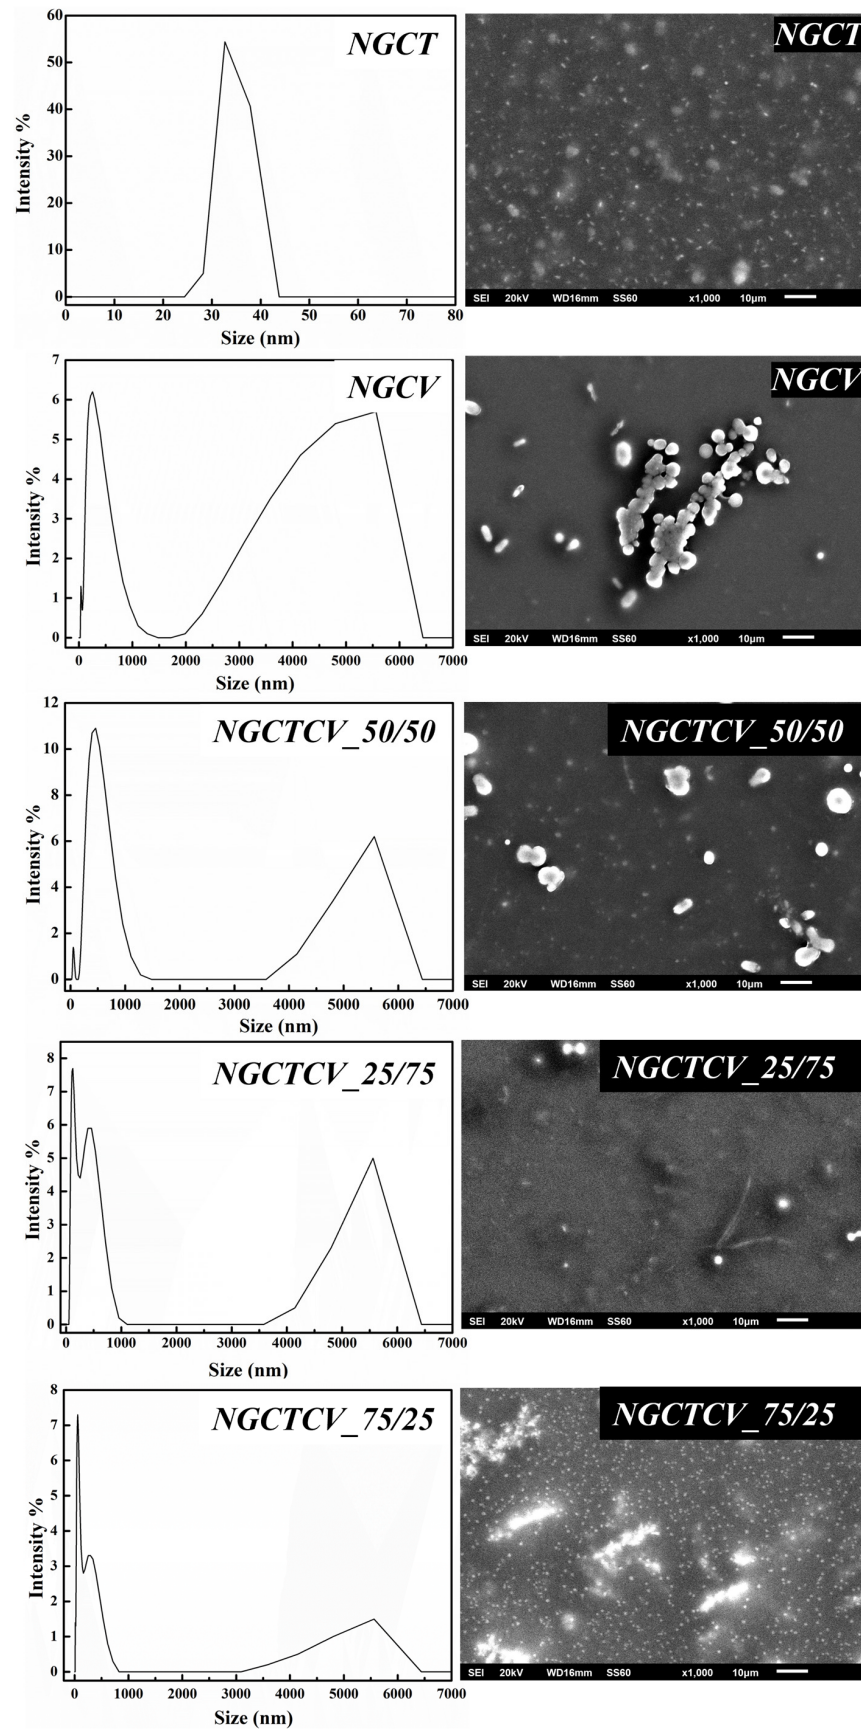 60
50
40
30
20
10
0
Intensity %
NGCT
0 10 20 30 40 50 60 70 80
Size (nm)
NGCT
SEI 20kV WD16mm SS60 x1,000 10µm
7
6
5
4
3
2
1
0
Intensity %
NGCV
0 1000 2000 3000 4000 5000 6000 7000
Size (nm)
NGCV
SEI 20kV WD16mm SS60 x1,000 10µm
12
10
8
6
4
2
0
Intensity %
NGCTCV_50/50
0 1000 2000 3000 4000 5000 6000 7000
Size (nm)
NGCTCV_50/50
SEI 20kV WD16mm SS60 x1,000 10µm
8
7
6
5
4
3
2
1
0
Intensity %
NGCTCV_25/75
0 1000 2000 3000 4000 5000 6000 7000
Size (nm)
NGCTCV_25/75
SEI 20kV WD16mm SS60 x1,000 10µm
8
7
6
5
4
3
2
1
0
Intensity %
NGCTCV_75/25
0 1000 2000 3000 4000 5000 6000 7000
Size (nm)
NGCTCV_75/25
SEI 20kV WD16mm SS60 x1,000 10µm